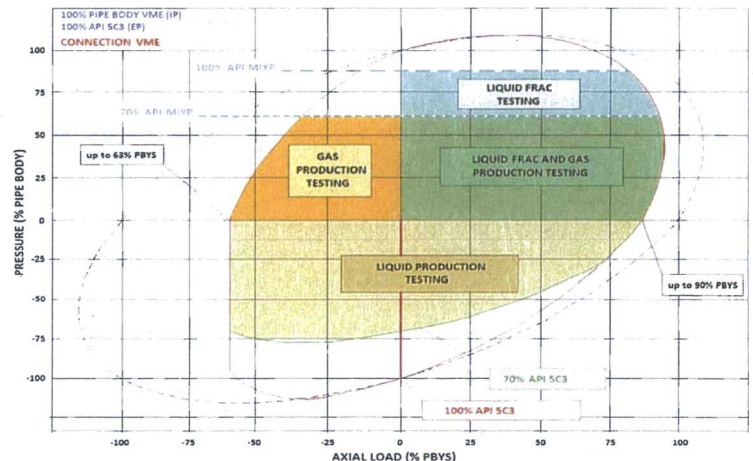 100% PIPE BODY VME (IP)
100% API 5C3 (EP)
CONNECTION VME
100
75
50
25
0
-25
-50
-75
-100
PRESSURE (% PIPE BODY)
100% API MIYP
70% API MIYP
LIQUID FRAC
TESTING
up to 63% PBYS
GAS
PRODUCTION
TESTING
LIQUID FRAC AND GAS
PRODUCTION TESTING
LIQUID PRODUCTION
TESTING
up to 90% PBYS
70% API 5C3
100% API 5C3
-100
-75
-50
-25
0
25
50
75
100
AXIAL LOAD (% PBYS)